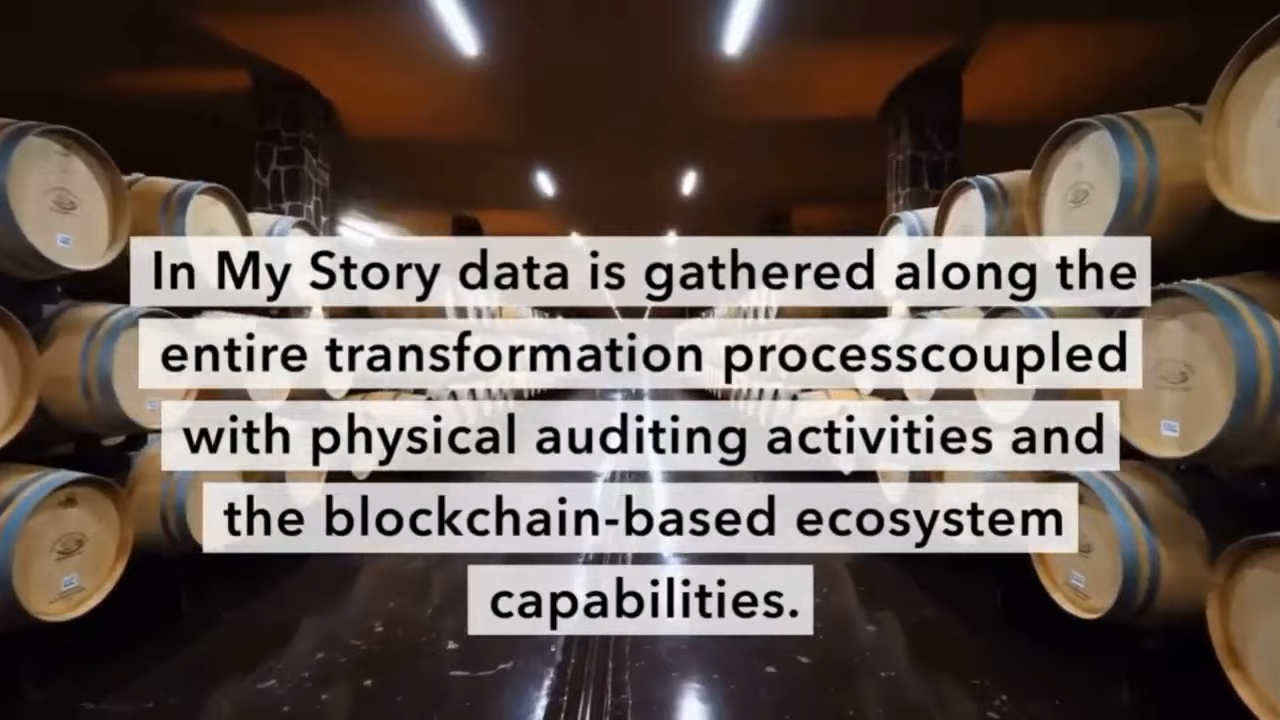 In My Story data is gathered along the
entire transformation processcoupled
with physical auditing activities and
the blockchain-based ecosystem
capabilities.